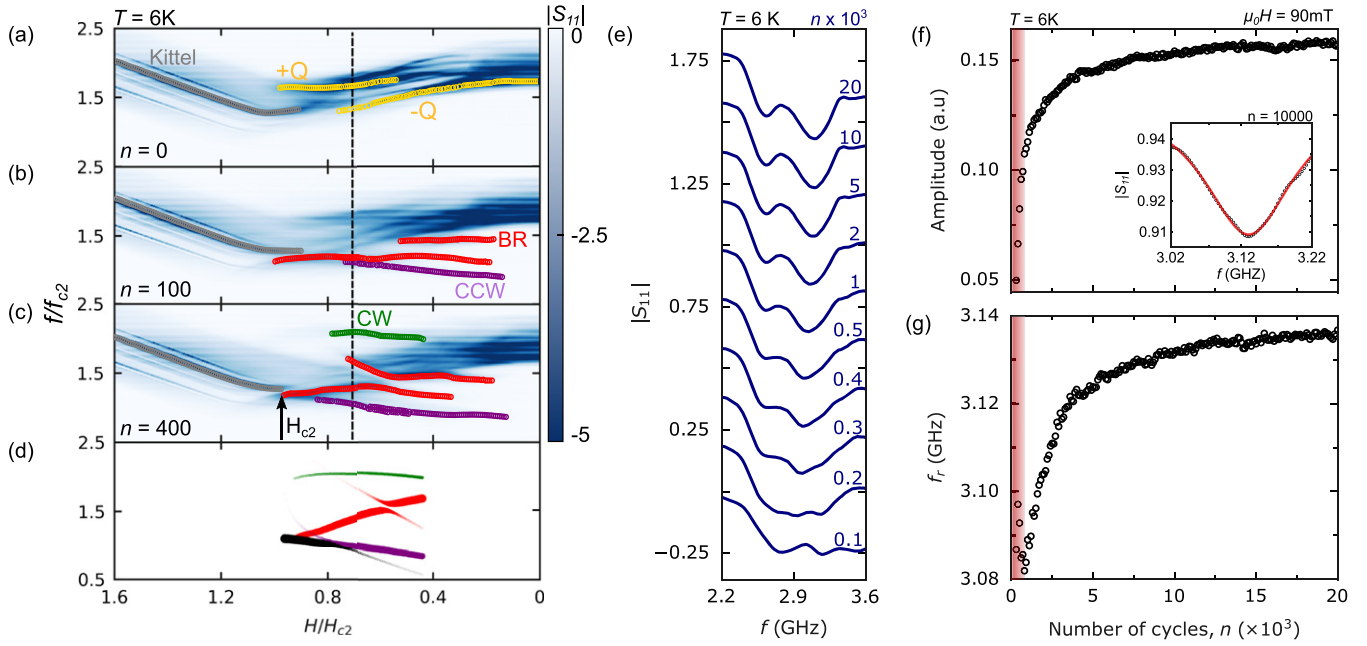 T = 6K
|S11|
(a)
2.5
1.5
Kittel
+Q
-Q
n = 0
0
(b)
2.5
1.5
BR
CCW
n = 100
f/fc2
-2.5
(c)
2.5
1.5
CW
n = 400
Hc2
-5
(d)
2.5
1.5
0.5
1.6
1.2
0.8
0.4
0
H/Hc2
(e)
T = 6 K
n x 10³
1.75
1.25
0.75
0.25
−0.25
|S11|
20
10
5
2
1
0.5
0.4
0.3
0.2
0.1
2.2
2.9
3.6
f (GHz)
(f)
T = 6K
μ0H = 90mT
0.15
0.10
0.05
Amplitude (a.u)
n = 10000
0.94
0.93
0.92
0.91
|S11|
3.02
3.12
3.22
f (GHZ)
(g)
3.14
3.12
3.10
3.08
fr (GHz)
0
5
10
15
20
Number of cycles, n (×10³)